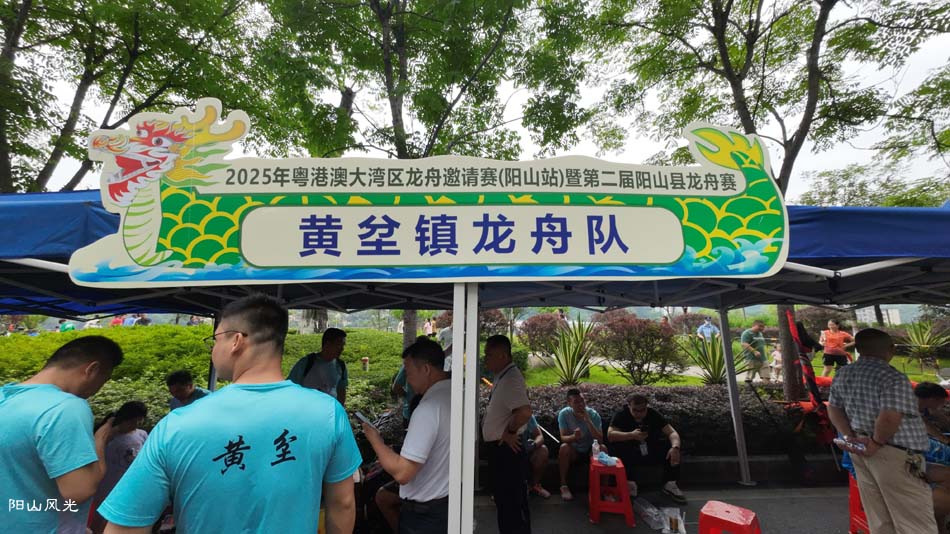 2025年粤港澳大湾区龙舟邀请赛(阳山站)暨第二届阳山县龙舟赛
黄坌镇龙舟队
黄坌
阳山风光